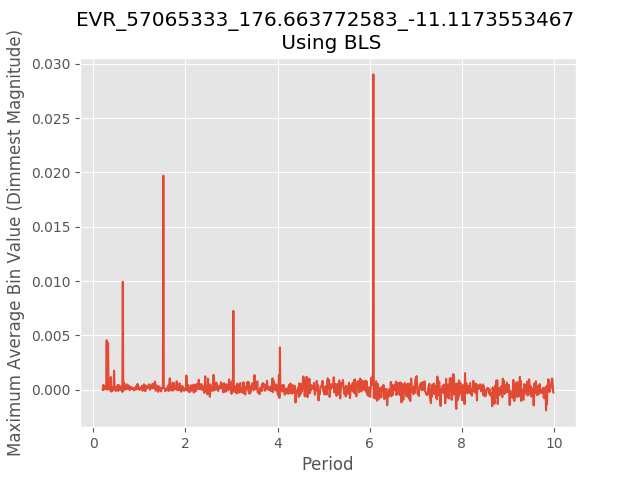 EVR_57065333_176.663772583_-11.1173553467
Using BLS
Maximum Average Bin Value (Dimmest Magnitude)
0.030
0.025
0.020
0.015
0.010
0.005
0.000
0 2 4 6 8 10
Period